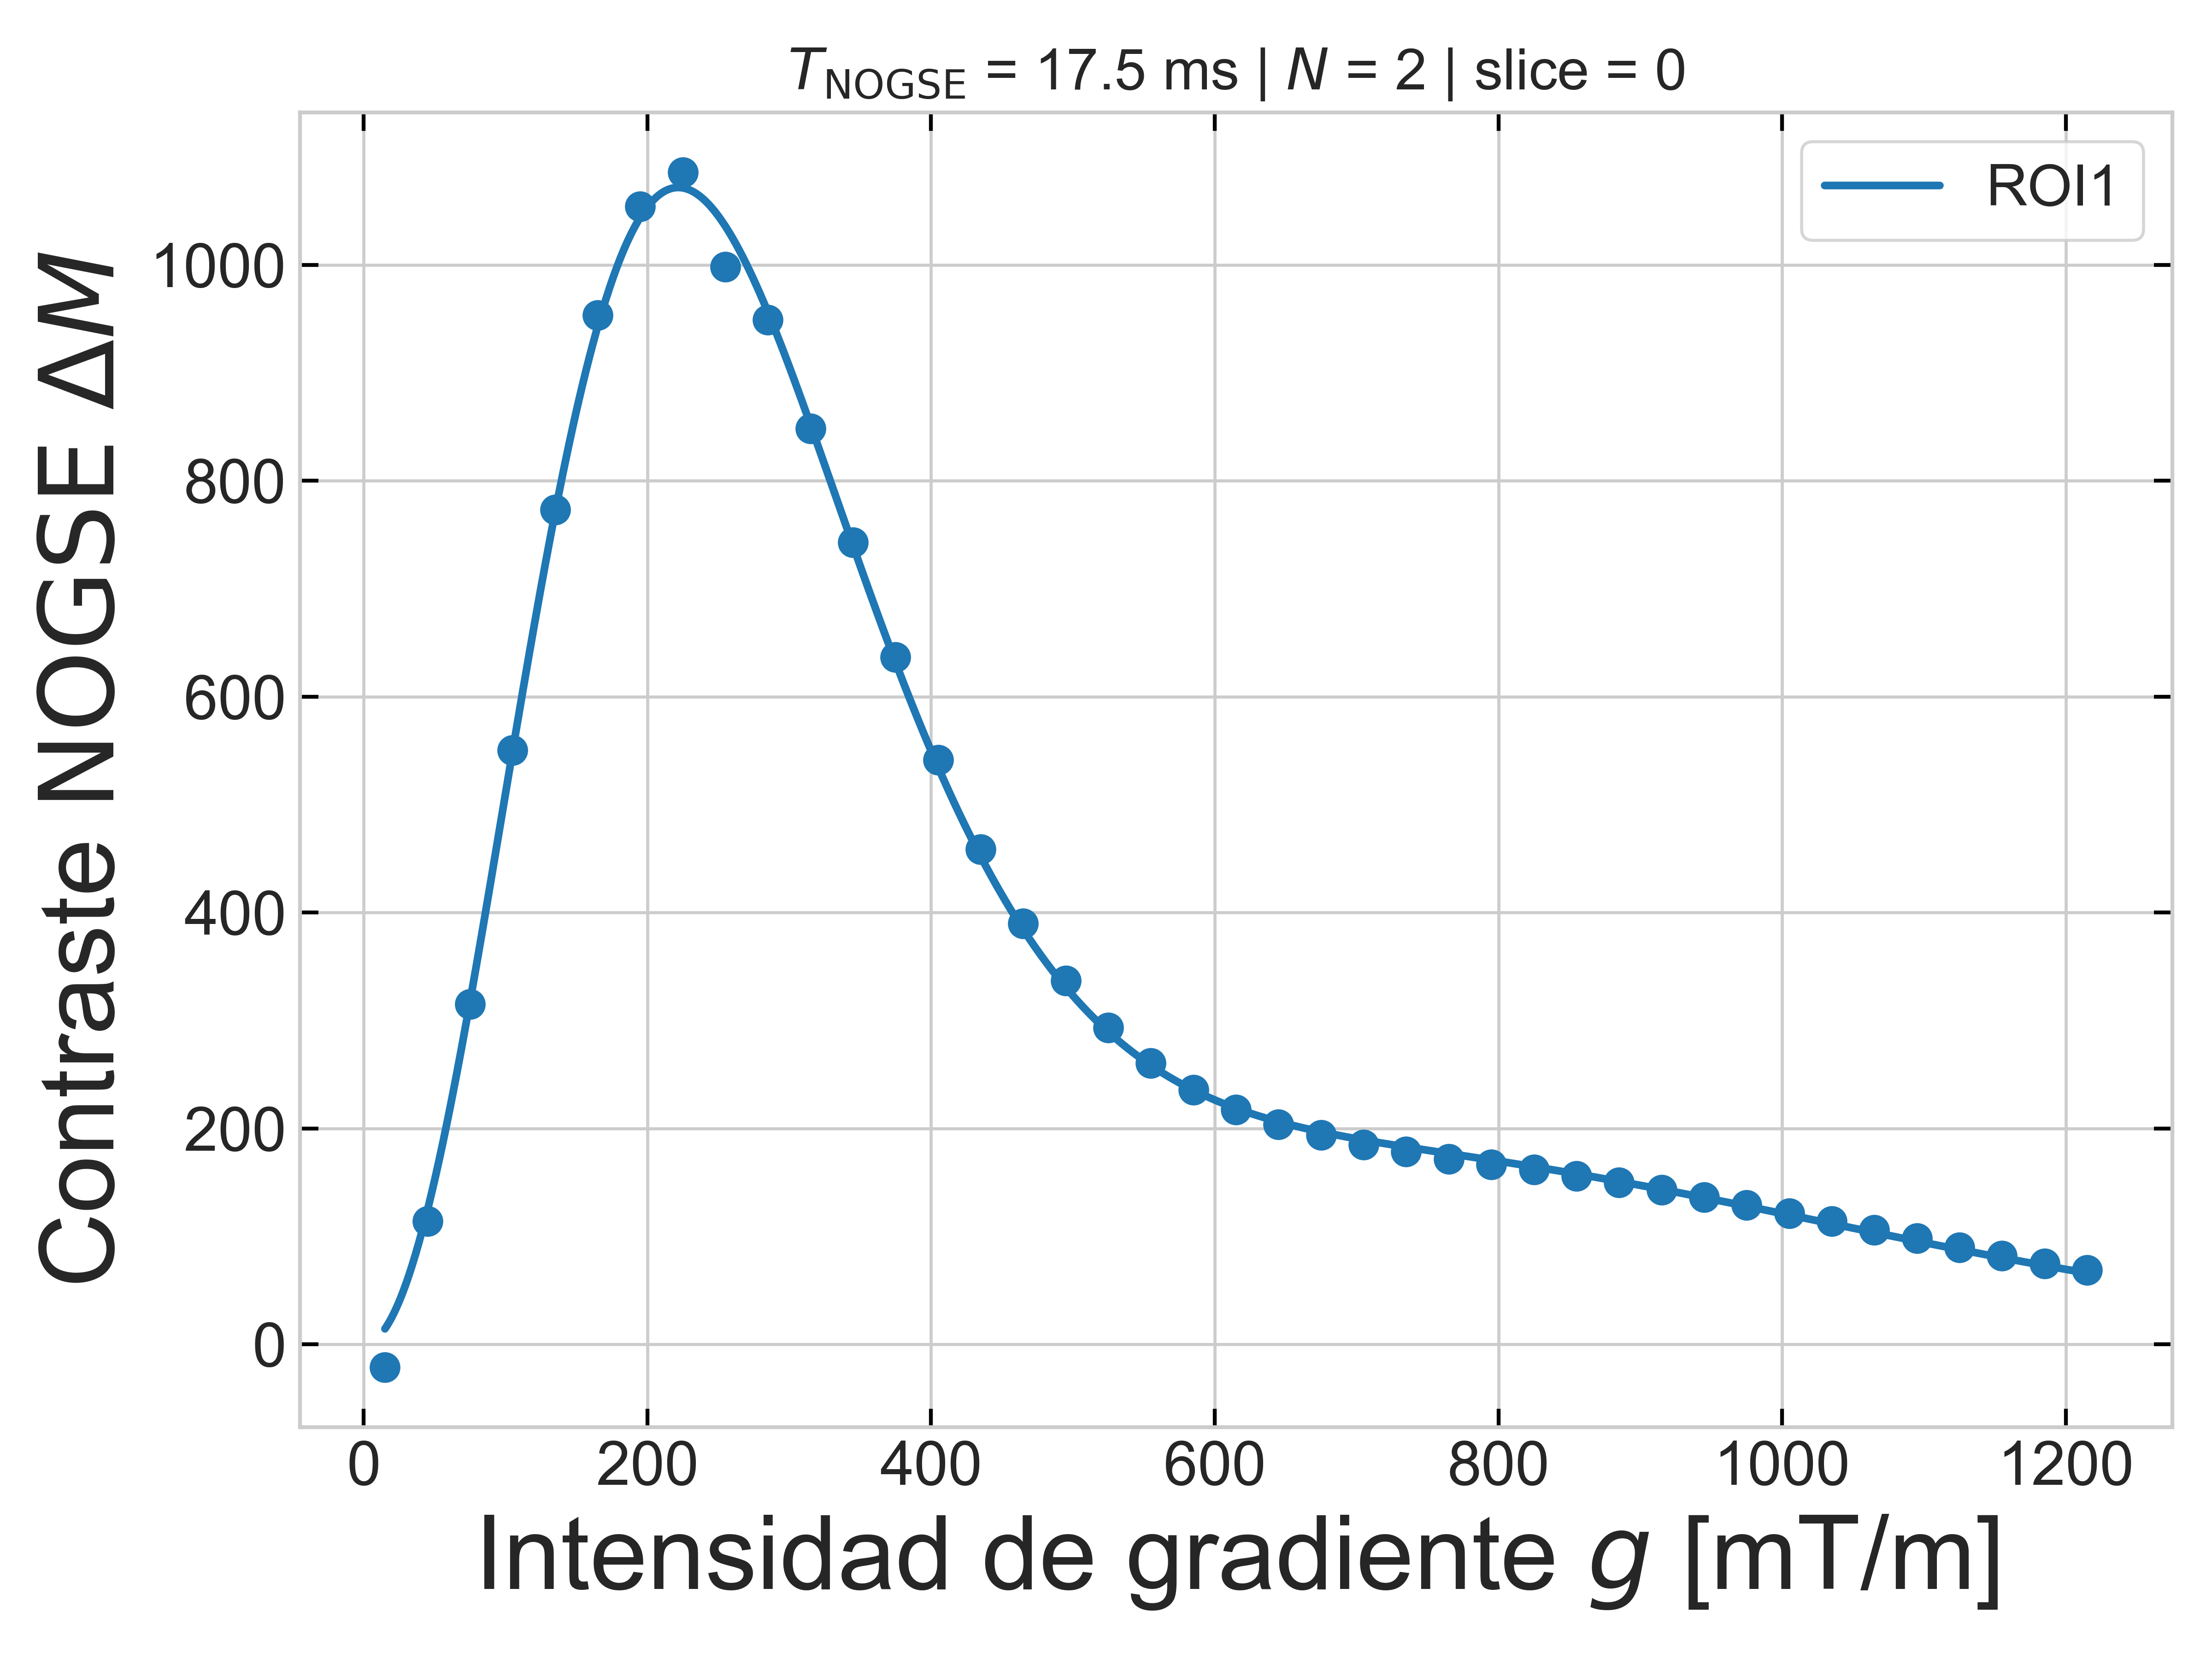 T_NOGSE = 17.5 ms | N = 2 | slice = 0
ROI1
Contraste NOGSE ΔM
1000
800
600
400
200
0
0 200 400 600 800 1000 1200
Intensidad de gradiente g [mT/m]